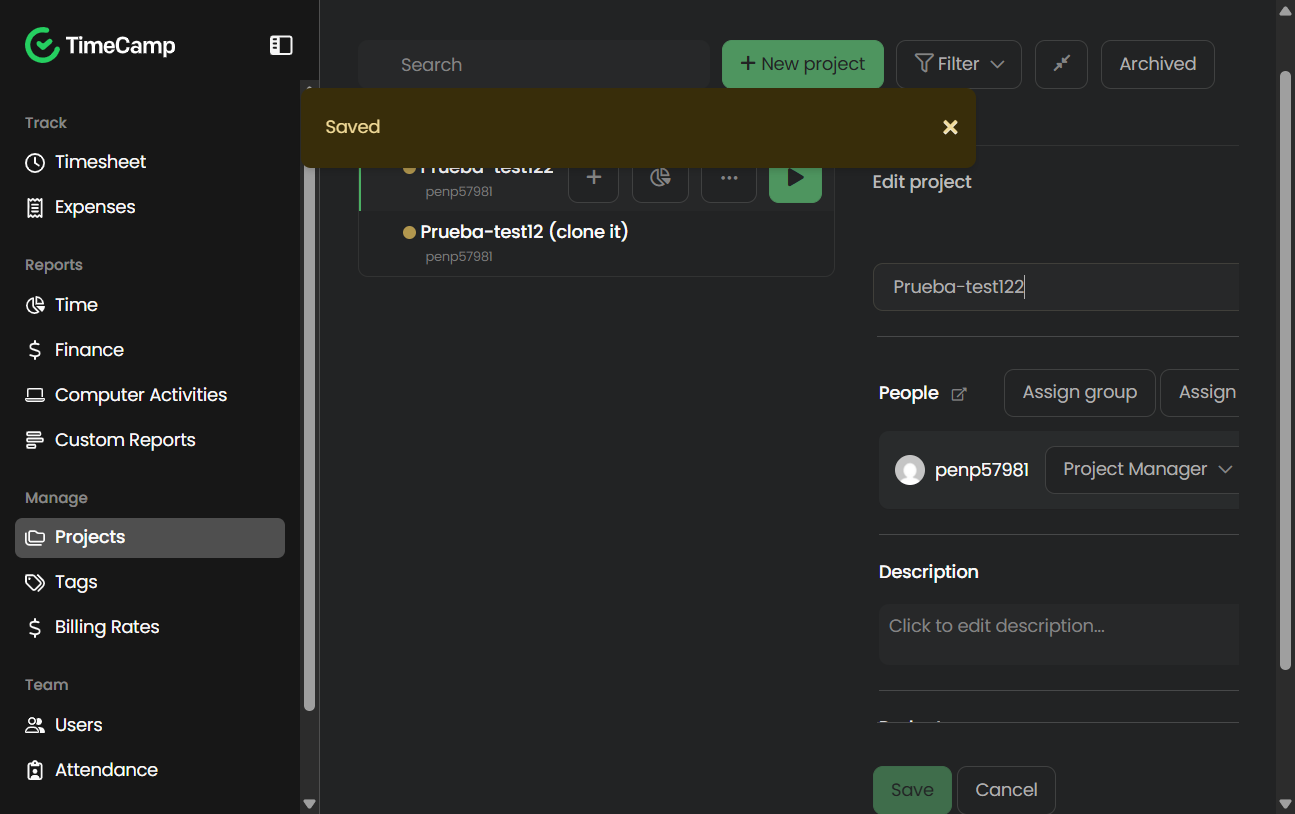 TimeCamp
Track
Timesheet
Expenses
Reports
Time
Finance
Computer Activities
Custom Reports
Manage
Projects
Tags
Billing Rates
Team
Users
Attendance
Search
+ New project
Filter
Archived
Saved
Prueba-test122
penp57981
Prueba-test12 (clone it)
penp57981
Edit project
Prueba-test122
People
Assign group
Assign
penp57981
Project Manager
Description
Click to edit description...
Save
Cancel